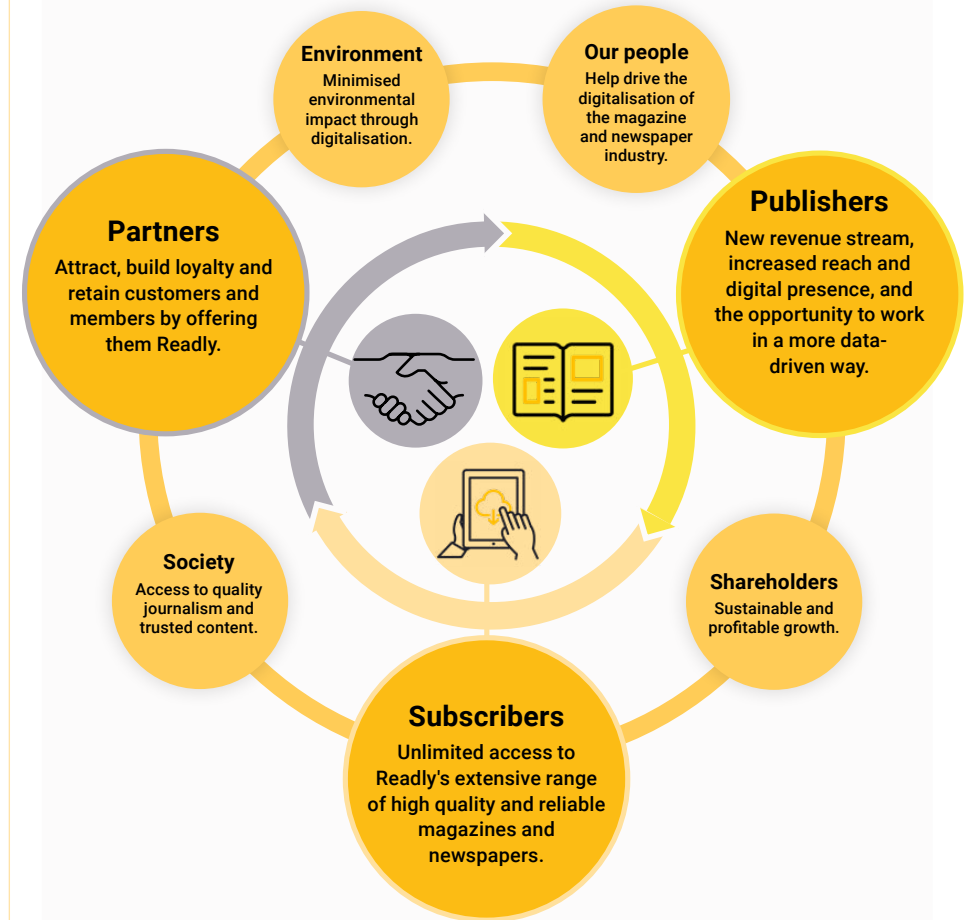 Environment
Minimised
environmental
impact through
digitalisation.
Our people
Help drive the
digitalisation of
the magazine
and newspaper
industry.
Partners
Attract, build loyalty and
retain customers and
members by offering
them Readly.
Publishers
New revenue stream,
increased reach and
digital presence, and
the opportunity to work
in a more data-
driven way.
Society
Access to quality
journalism and
trusted content.
Shareholders
Sustainable and
profitable growth.
Subscribers
Unlimited access to
Readly's extensive range
of high quality and reliable
magazines and
newspapers.